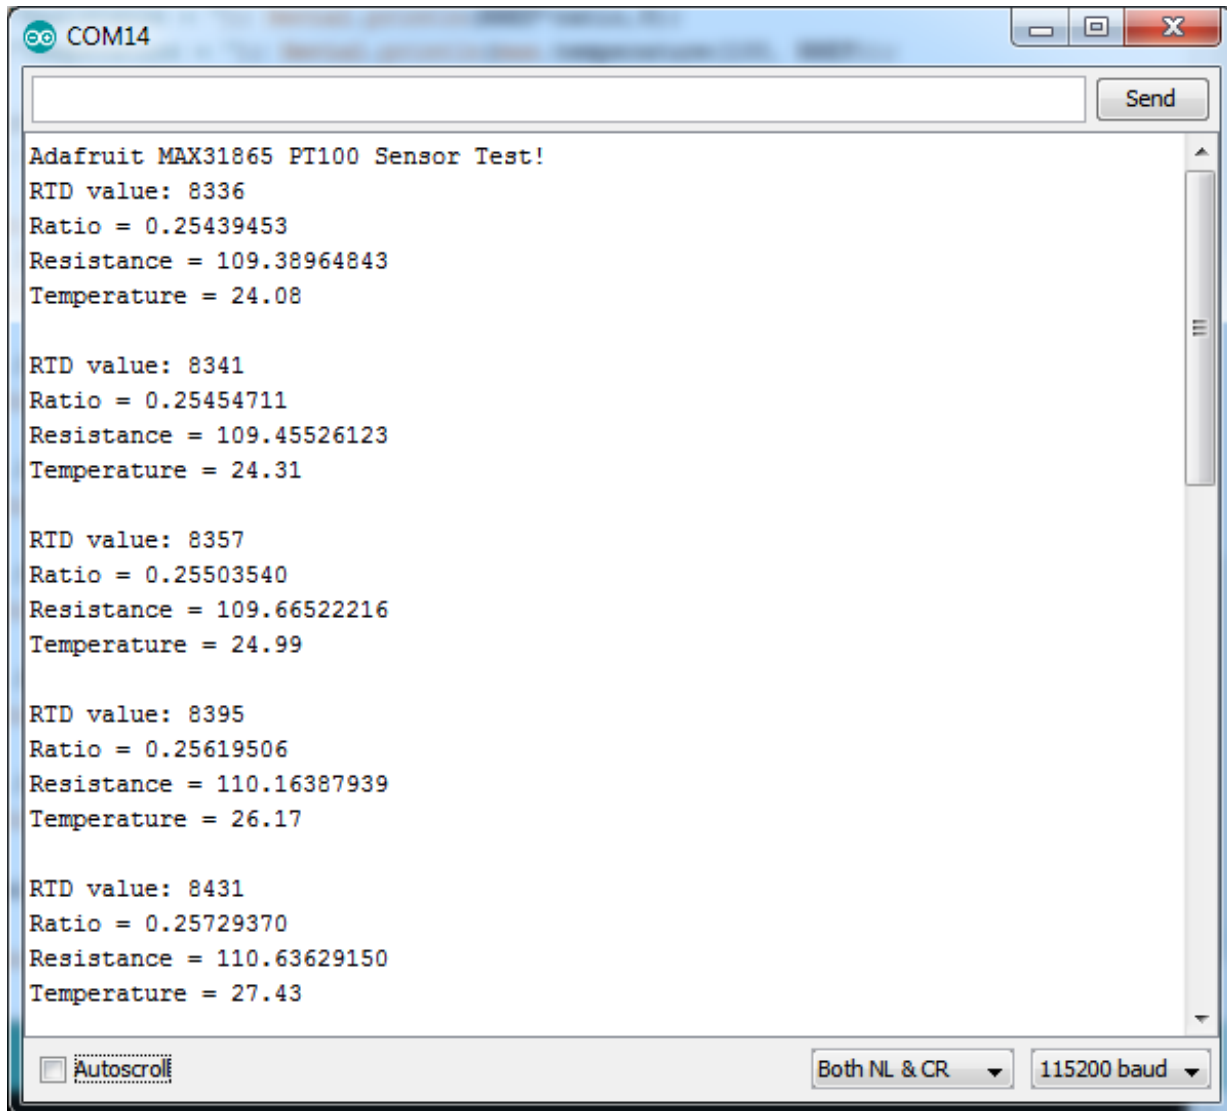 COM14
Send
Adafruit MAX31865 PT100 Sensor Test!
RTD value: 8336
Ratio = 0.25439453
Resistance = 109.38964843
Temperature = 24.08
RTD value: 8341
Ratio = 0.25454711
Resistance = 109.45526123
Temperature = 24.31
RTD value: 8357
Ratio = 0.25503540
Resistance = 109.66522216
Temperature = 24.99
RTD value: 8395
Ratio = 0.25619506
Resistance = 110.16387939
Temperature = 26.17
RTD value: 8431
Ratio = 0.25729370
Resistance = 110.63629150
Temperature = 27.43
Autoscroll
Both NL & CR
115200 baud